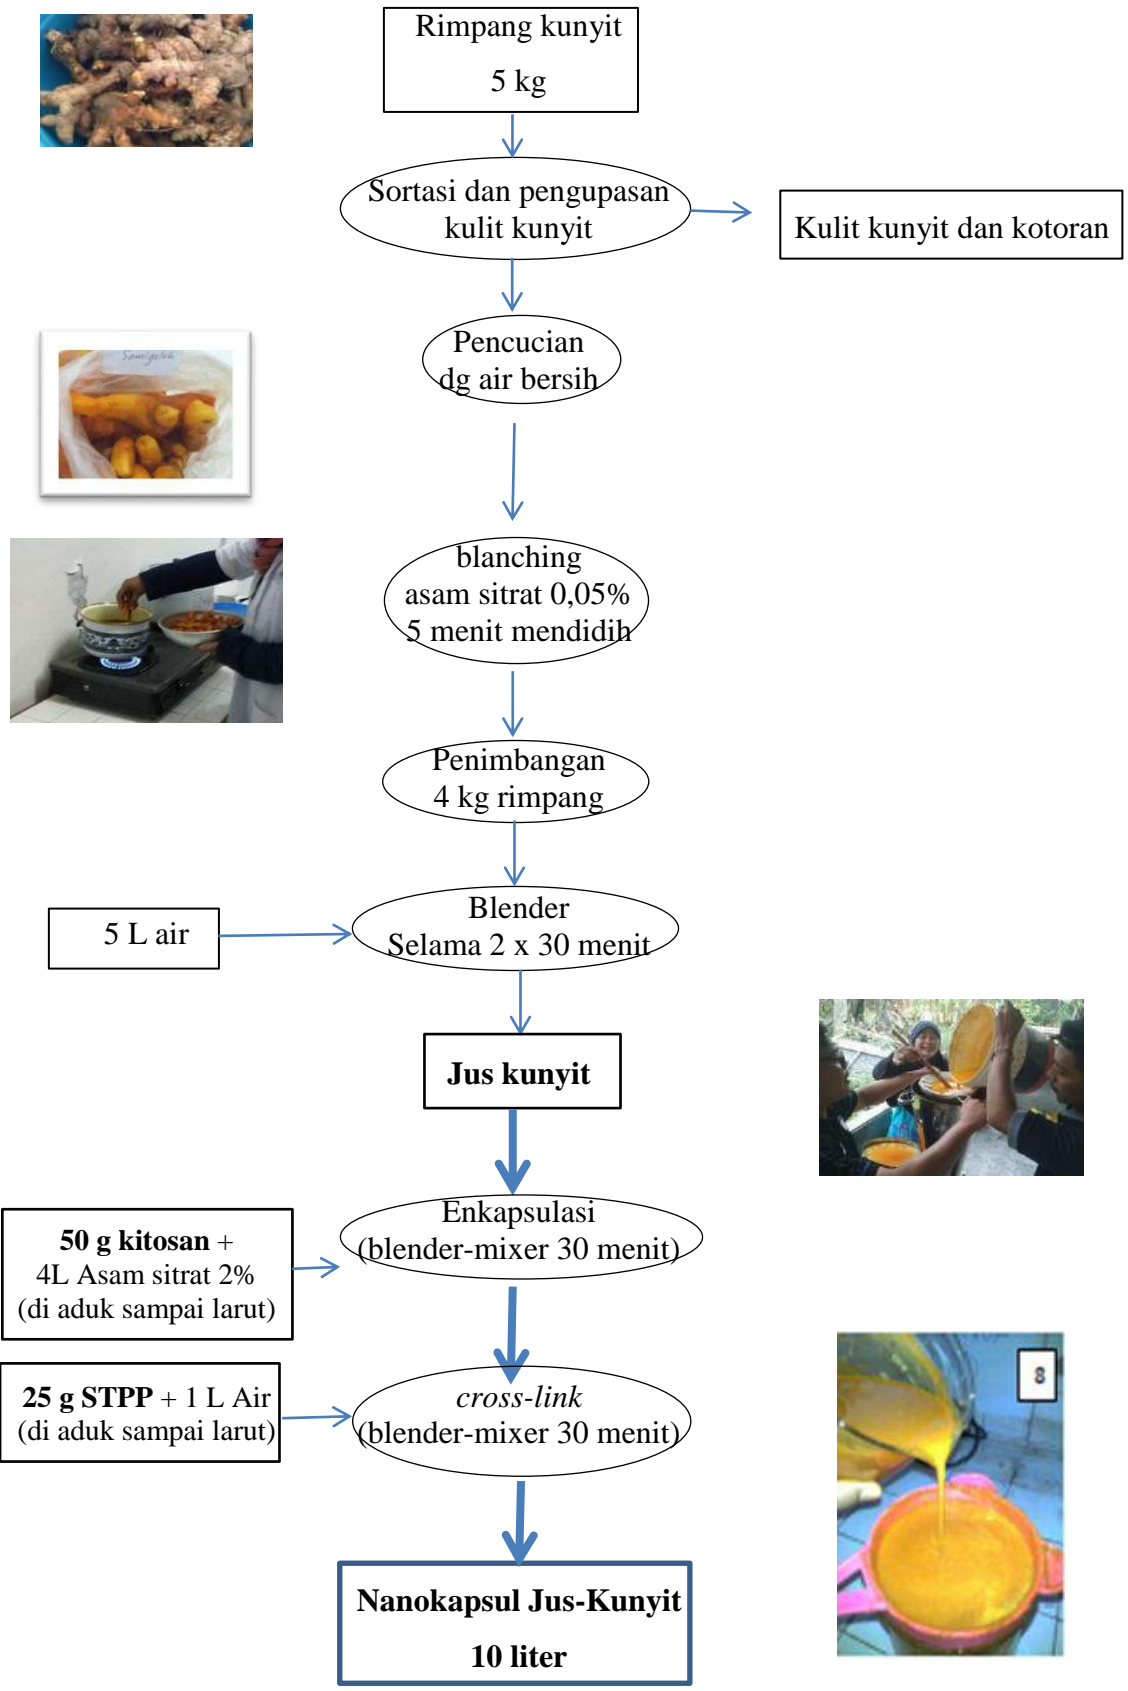 Rimpang kunyit
5 kg
Sortasi dan pengupasan
kulit kunyit
Kulit kunyit dan kotoran
Pencucian
dg air bersih
Samigaluh
blanching
asam sitrat 0,05%
5 menit mendidih
Penimbangan
4 kg rimpang
5 L air
Blender
Selama 2 x 30 menit
Jus kunyit
50 g kitosan +
4L Asam sitrat 2%
(di aduk sampai larut)
Enkapsulasi
(blender-mixer 30 menit)
25 g STPP + 1 L Air
(di aduk sampai larut)
cross-link
(blender-mixer 30 menit)
8
Nanokapsul Jus-Kunyit
10 liter